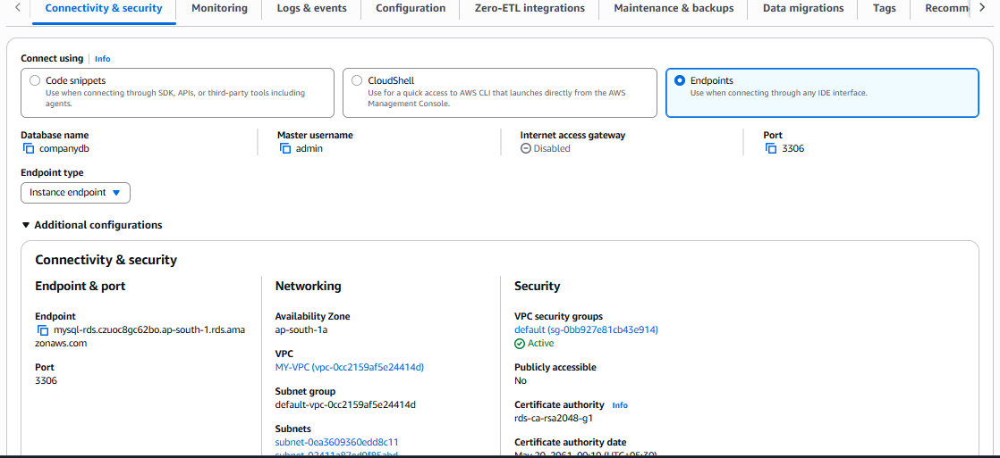 Connectivity & security Monitoring Logs & events Configuration Zero-ETL integrations Maintenance & backups Data migrations Tags Recomm
Connect using Info
Code snippets
Use when connecting through SDK, APIs, or third-party tools including
agents.
CloudShell
Use for a quick access to AWS CLI that launches directly from the AWS
Management Console.
Endpoints
Use when connecting through any IDE interface.
Database name
companydb
Master username
admin
Internet access gateway
Disabled
Port
3306
Endpoint type
Instance endpoint
Additional configurations
Connectivity & security
Endpoint & port
Endpoint
mysql-rds.czuoc8gc62bo.ap-south-1.rds.ama
zonaws.com
Port
3306
Networking
Availability Zone
ap-south-1a
VPC
MY-VPC (vpc-0cc2159af5e24414d)
Subnet group
default-vpc-0cc2159af5e24414d
Subnets
subnet-0ea3609360edd8c11
Security
VPC security groups
default (sg-0bb927e81cb43e914)
Active
Publicly accessible
No
Certificate authority Info
rds-ca-rsa2048-g1
Certificate authority date